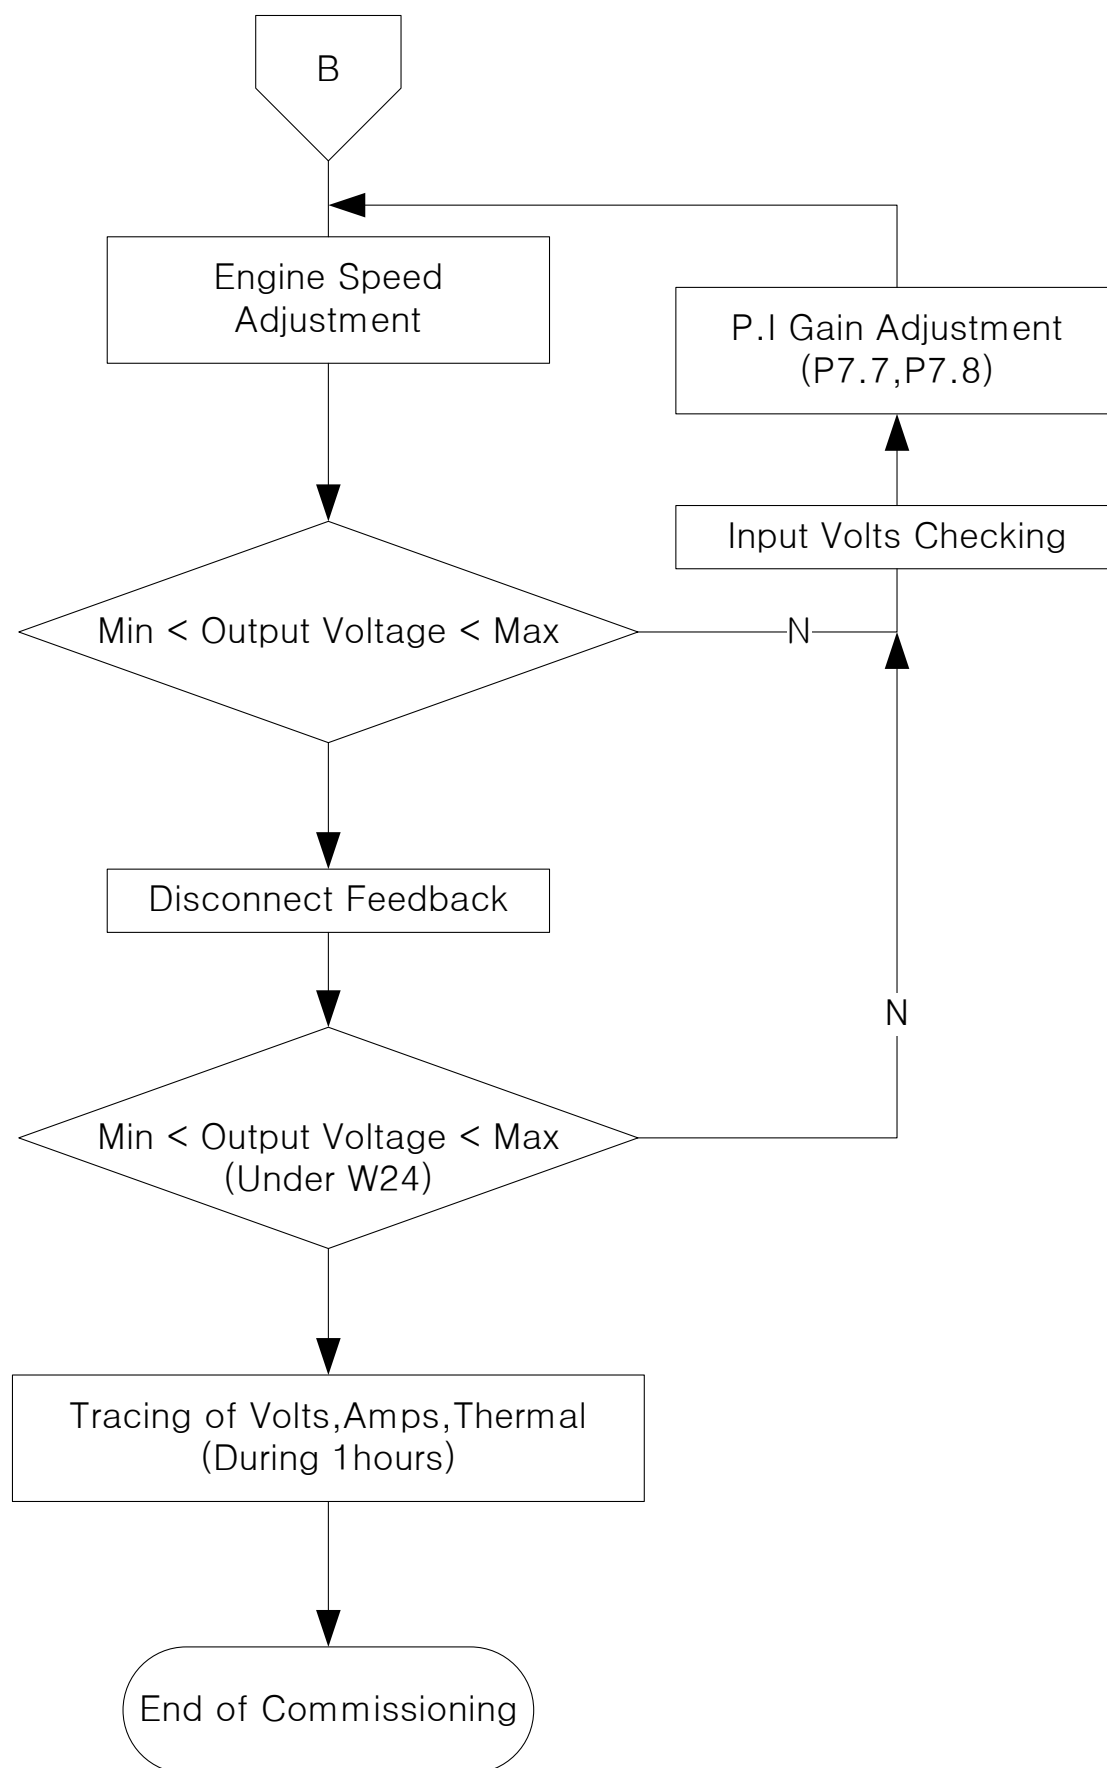 B
Engine Speed
Adjustment
P.I Gain Adjustment
(P7.7,P7.8)
Input Volts Checking
Min < Output Voltage < Max
N
Disconnect Feedback
N
Min < Output Voltage < Max
(Under W24)
Tracing of Volts,Amps,Thermal
(During 1hours)
End of Commissioning